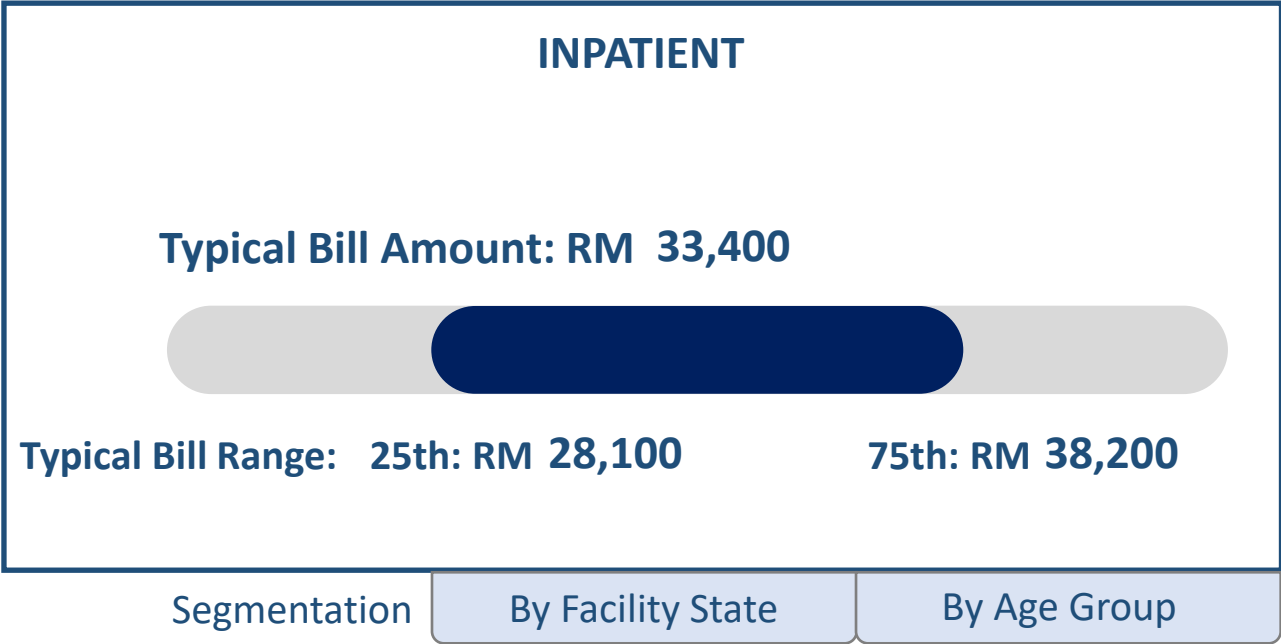 INPATIENT
Typical Bill Amount: RM 33,400
Typical Bill Range: 25th: RM 28,100 75th: RM 38,200
Segmentation By Facility State By Age Group